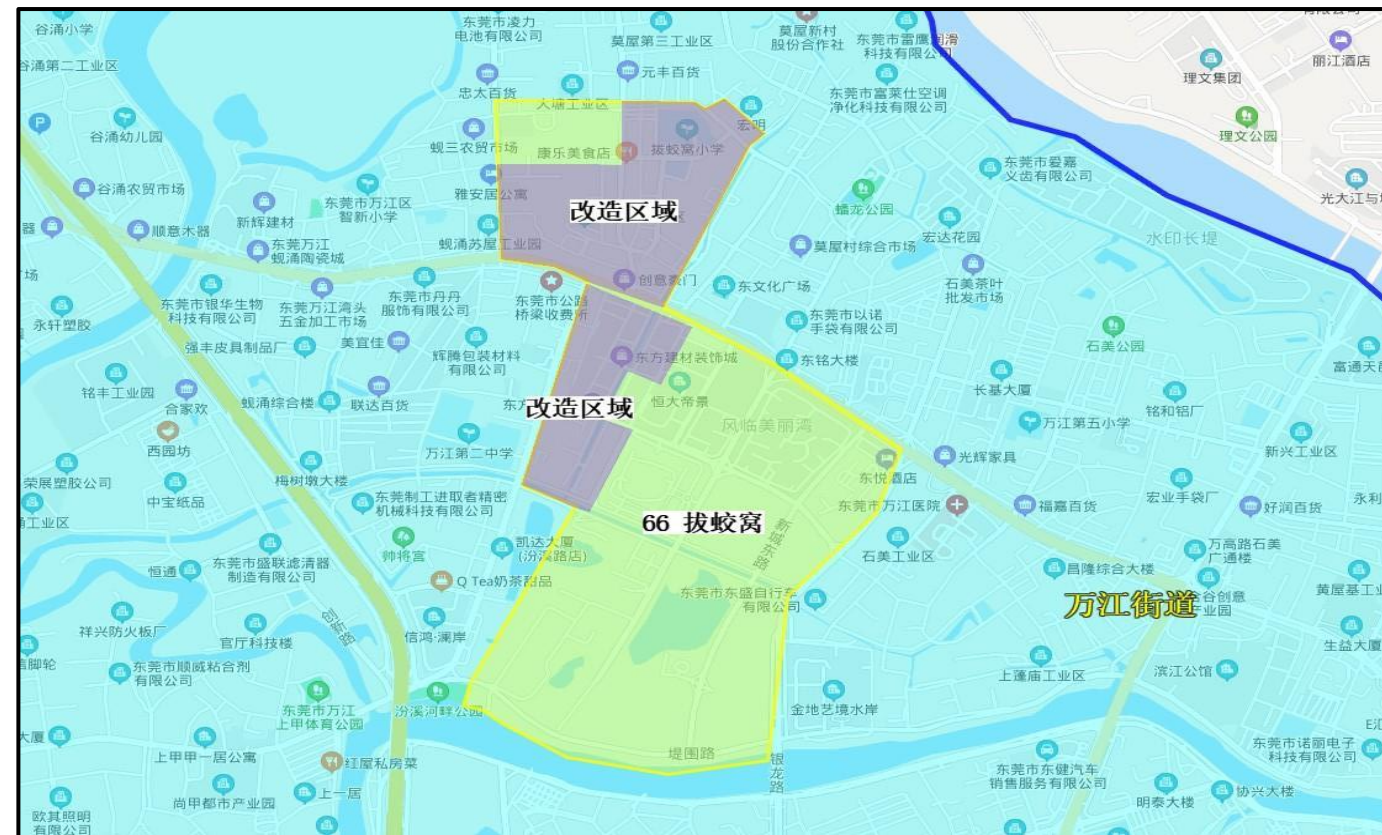 谷涌小学
东莞市凌力
电池有限公司
莫屋第三工业区
莫屋新村
股份合作社
东莞市雷鹰润滑
科技有限公司
丽江酒店
谷涌第二工业区
忠太百货
元丰百货
理文集团
大塘工业区
东莞市富莱仕空调
净化科技有限公司
宏明
谷涌幼儿园
理文公园
蚬三农贸市场
康乐美食店
拔蛟窝小学
东莞市爱嘉
义齿有限公司
谷涌农贸市场
东莞市万江区
智新小学
雅安居公寓
改造区域
蟠龙公园
新辉建材
顺意木器
东莞万江
蚬涌陶瓷城
蚬涌苏屋工业园
莫屋村综合市场
宏达花园
水印长堤
东莞市银华生物
科技有限公司
东莞万江湾头
五金加工市场
东莞市丹丹
服饰有限公司
东莞市公路
桥梁收费所
创意豪门
东文化广场
石美茶叶
批发市场
永轩塑胶
强丰皮具制品厂
美宜佳
辉腾包装材料
有限公司
东方建材装饰城
东莞市以诺
手袋有限公司
东铭大楼
石美公园
铭丰工业园
合家欢
蚬涌综合楼
联达百货
改造区域
恒大帝景
风临美丽湾
长基大厦
万江第五小学
铭和铝厂
西园坊
万江第二中学
光辉家具
新兴工业区
荣展塑胶公司
中宝纸品
梅树墩大楼
东莞制工进取者精密
机械科技有限公司
东悦酒店
东莞市万江医院
福嘉百货
宏业手袋厂
好润百货
66 拔蛟窝
新城东路
帅将宫
凯达大厦
(汾溪路店)
石美工业区
万高路石美
广通楼
恒通
东莞市盛联滤清器
制造有限公司
Q Tea奶茶甜品
东莞市东盛自行车
有限公司
昌隆综合大楼
万江街道
祥兴防火板厂
官厅科技楼
信鸿·澜岸
生益大厦
东莞市顺威粘合剂
有限公司
上蓬庙工业区
滨江公馆
东莞市万江
上甲体育公园
汾溪河畔公园
金地艺境水岸
上甲甲一居公寓
红屋私房菜
堤围路
银龙路
东莞市东健汽车
销售服务有限公司
东莞市诺丽电子
科技有限公司
尚甲都市产业园
上一居
明泰大楼
协兴大楼
欧其照明
有限公司